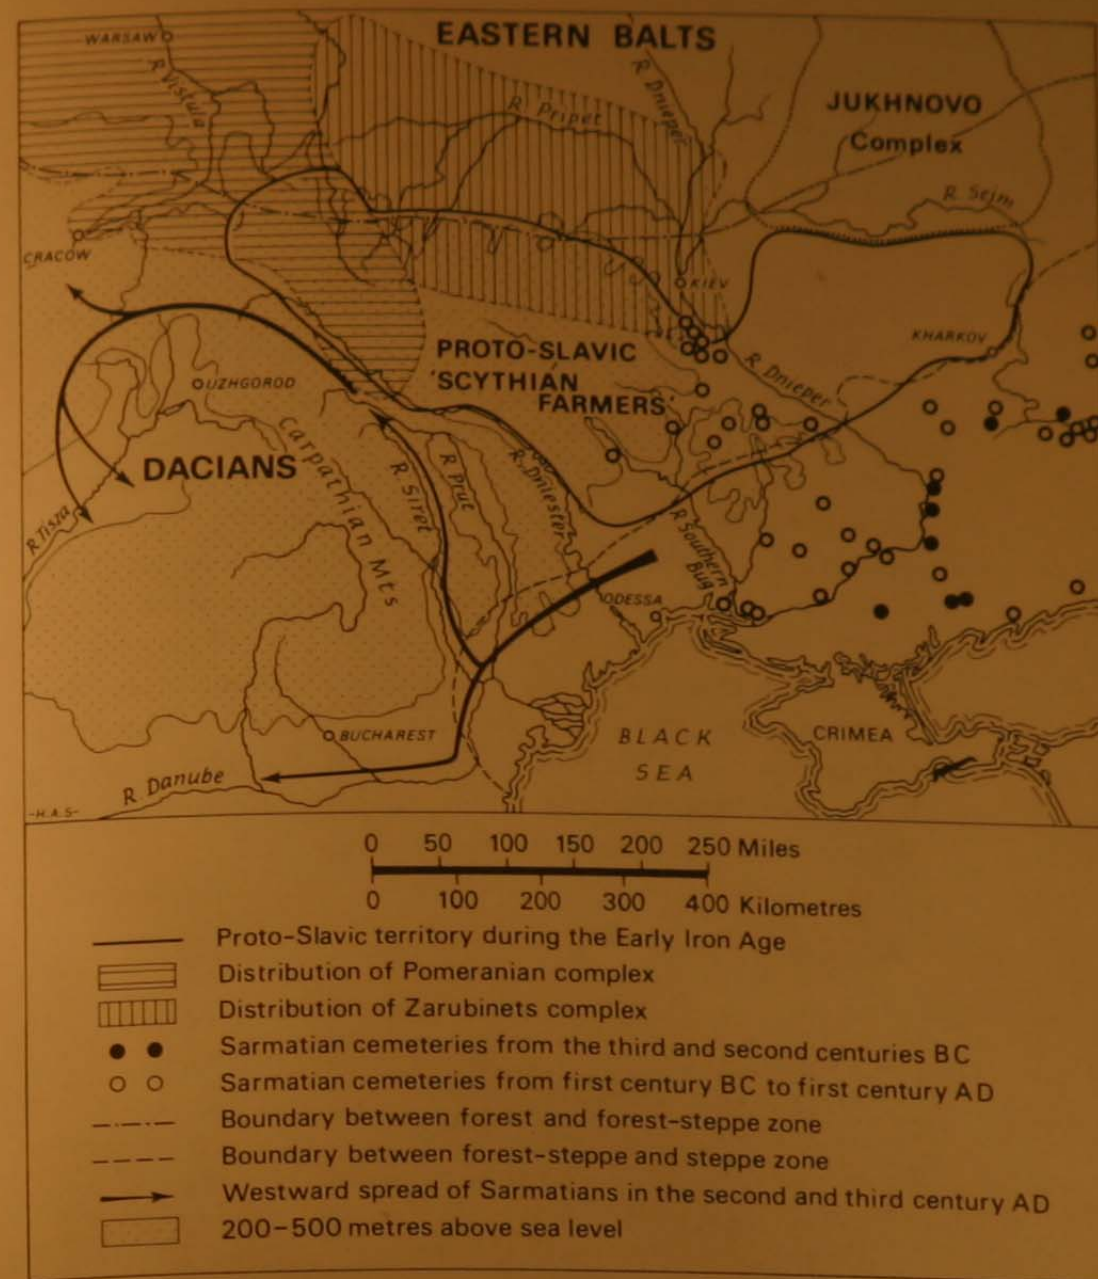 EASTERN BALTS
WARSAW
R. Vistula
R. Pripet
R. Dnieper
JUKHNOVO
Complex
R. Sejm
CRACOW
KIEV
KHARKOV
PROTO-SLAVIC
'SCYTHIAN
FARMERS'
R. Dnieper
UZHGOROD
DACIANS
Carpathian Mts
R. Tisza
R. Siret
R. Prut
R. Dniester
R. Southern
Bug
ODESSA
BUCHAREST
BLACK
SEA
CRIMEA
R. Danube
-H.A.S-
0 50 100 150 200 250 Miles
0 100 200 300 400 Kilometres
Proto-Slavic territory during the Early Iron Age
Distribution of Pomeranian complex
Distribution of Zarubinets complex
Sarmatian cemeteries from the third and second centuries BC
Sarmatian cemeteries from first century BC to first century AD
Boundary between forest and forest-steppe zone
Boundary between forest-steppe and steppe zone
Westward spread of Sarmatians in the second and third century AD
200-500 metres above sea level